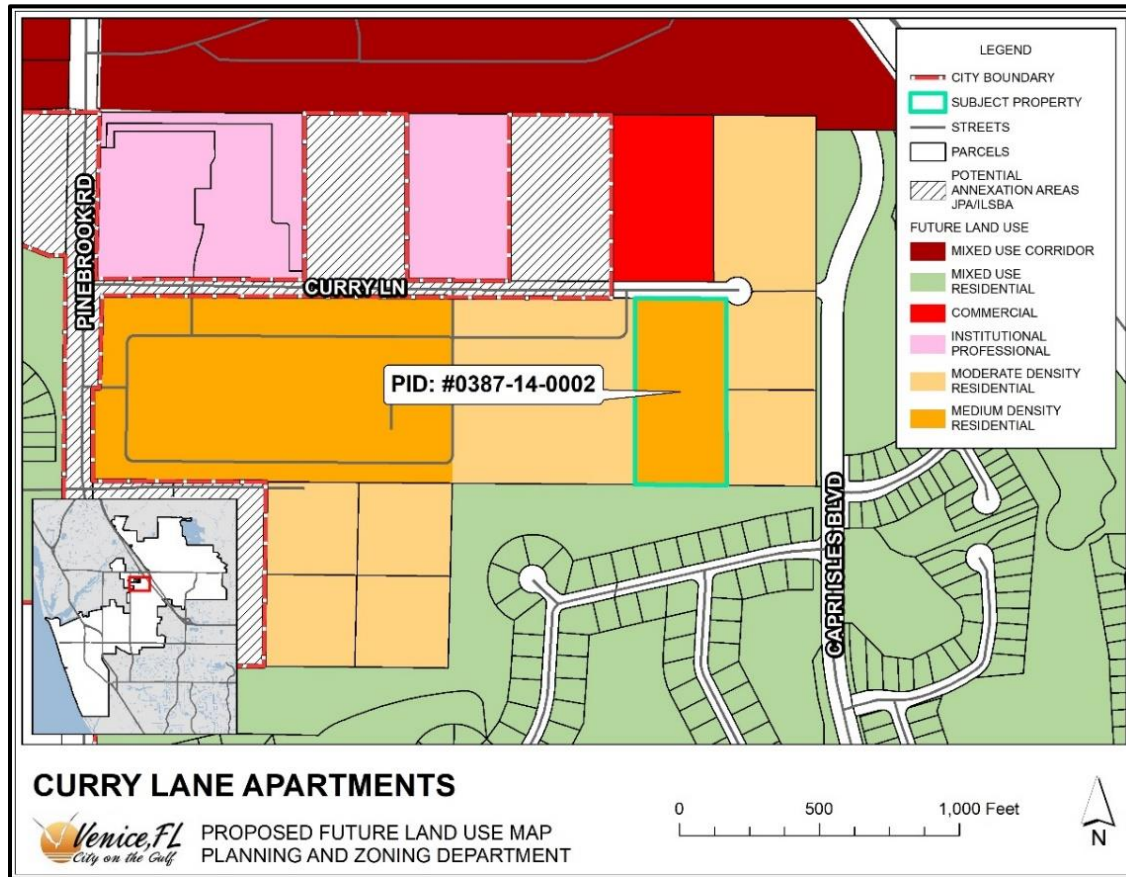 LEGEND
CITY BOUNDARY
SUBJECT PROPERTY
STREETS
PARCELS
POTENTIAL
ANNEXATION AREAS
JPA/ILSBA
FUTURE LAND USE
MIXED USE CORRIDOR
MIXED USE
RESIDENTIAL
COMMERCIAL
INSTITUTIONAL
PROFESSIONAL
MODERATE DENSITY
RESIDENTIAL
MEDIUM DENSITY
RESIDENTIAL
PINEBROOK RD
CURRY LN
PID: #0387-14-0002
CAPRI ISLES BLVD
CURRY LANE APARTMENTS
Venice, FL
City on the Gulf
PROPOSED FUTURE LAND USE MAP
PLANNING AND ZONING DEPARTMENT
0 500 1,000 Feet
N